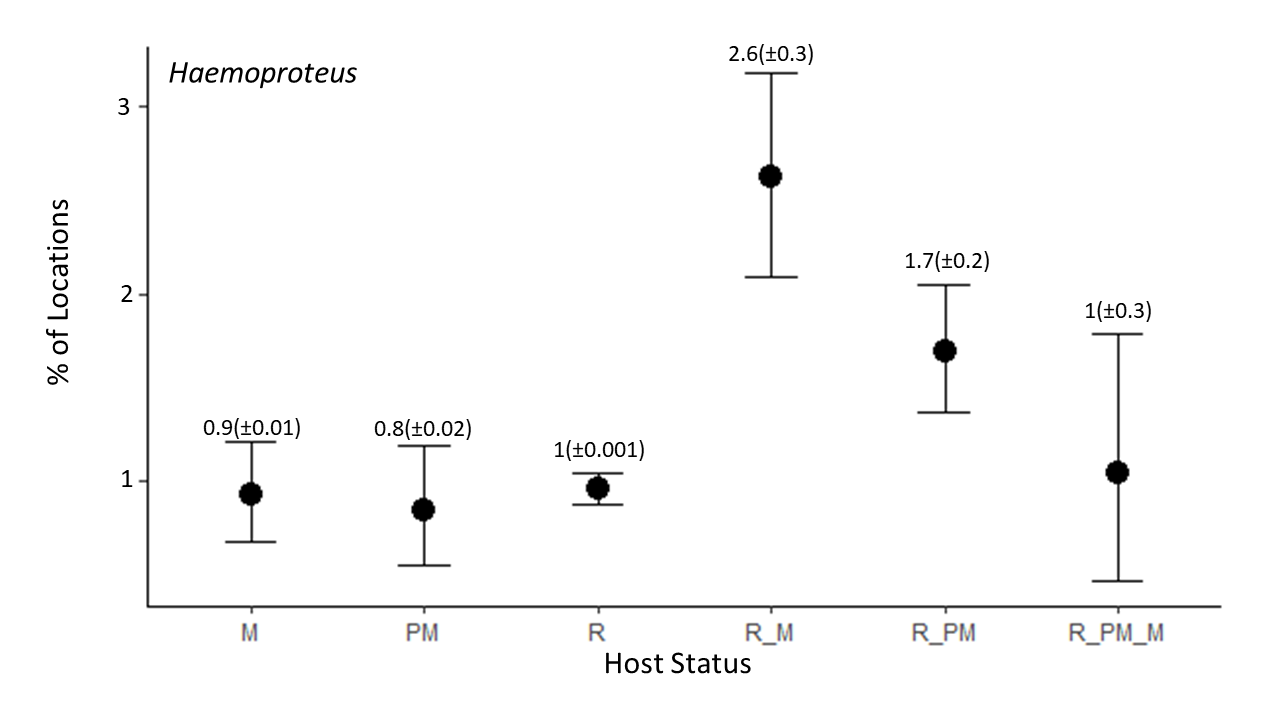 Haemoproteus
2.6(±0.3)
3
1.7(±0.2)
2
1(±0.3)
0.9(±0.01)
0.8(±0.02)
1(±0.001)
1
% of Locations
M PM R R_M R_PM R_PM_M
Host Status